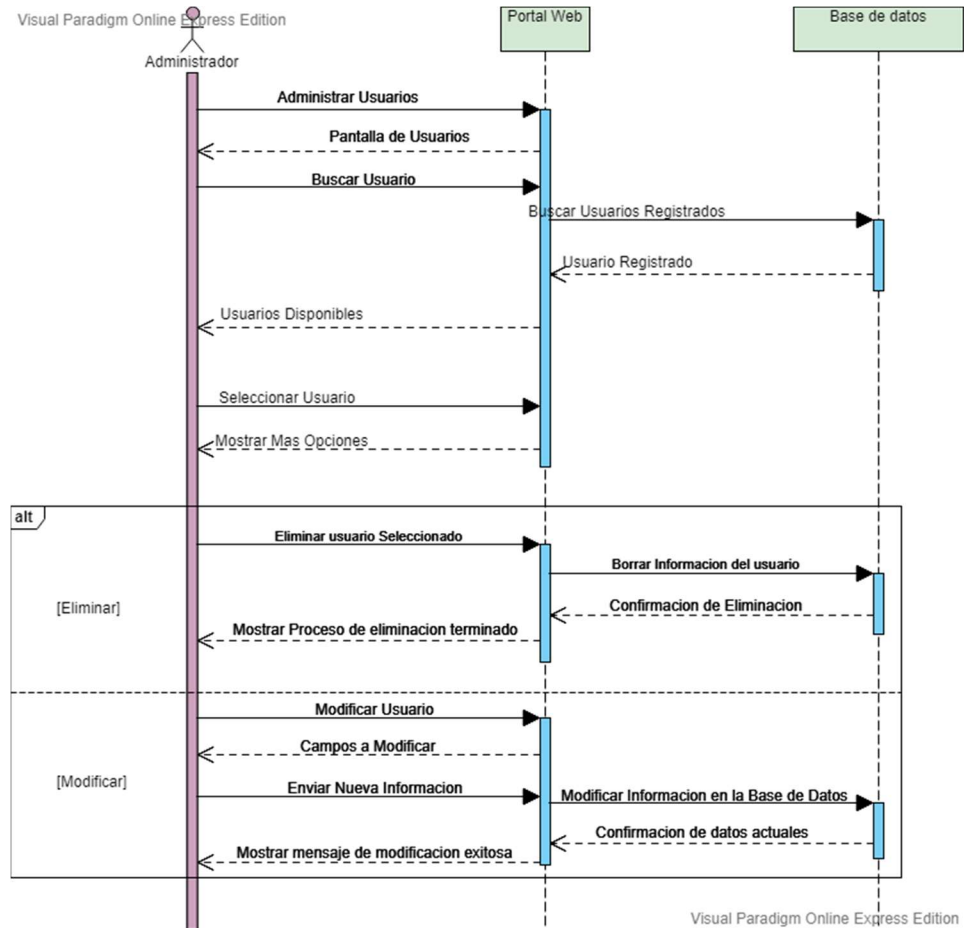 Visual Paradigm Online Express Edition
Portal Web
Base de datos
Administrador
Administrar Usuarios
Pantalla de Usuarios
Buscar Usuario
Buscar Usuarios Registrados
Usuario Registrado
Usuarios Disponibles
Seleccionar Usuario
Mostrar Mas Opciones
alt
Eliminar usuario Seleccionado
Borrar Informacion del usuario
[Eliminar]
Confirmacion de Eliminacion
Mostrar Proceso de eliminacion terminado
Modificar Usuario
Campos a Modificar
[Modificar]
Enviar Nueva Informacion
Modificar Informacion en la Base de Datos
Confirmacion de datos actuales
Mostrar mensaje de modificacion exitosa
Visual Paradigm Online Express Edition